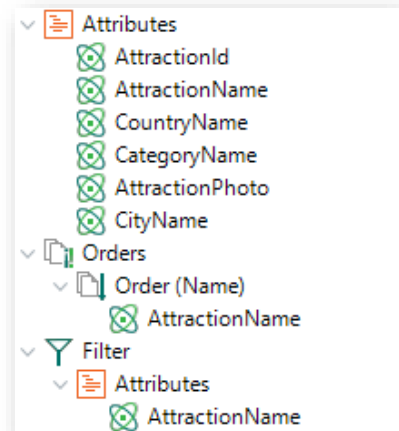 Attributes
AttractionId
AttractionName
CountryName
CategoryName
AttractionPhoto
CityName
Orders
Order (Name)
AttractionName
Filter
Attributes
AttractionName